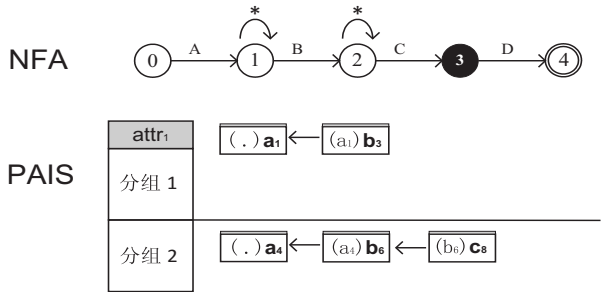 * *
A B C D
NFA 0 1 2 3 4
attr₁
(.) a₁ (a₁) b₃
分组 1
PAIS
(.) a₄ (a₄) b₆ (b₆) c₈
分组 2